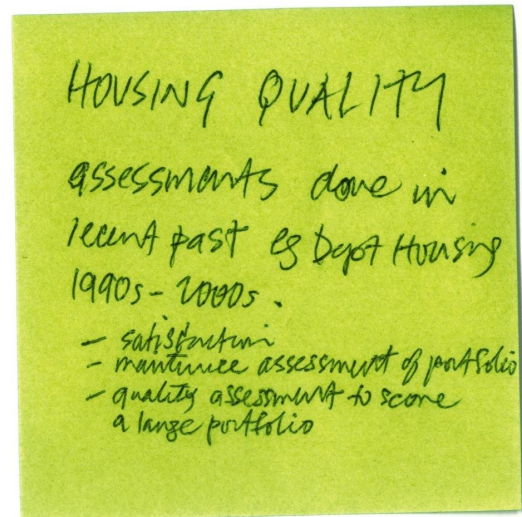 HOUSING QUALITY
assessments done in
recent past eg Dept Housing
1990s - 2000s.
- satisfaction
- maintenance assessment of portfolio
- quality assessment to score
a large portfolio